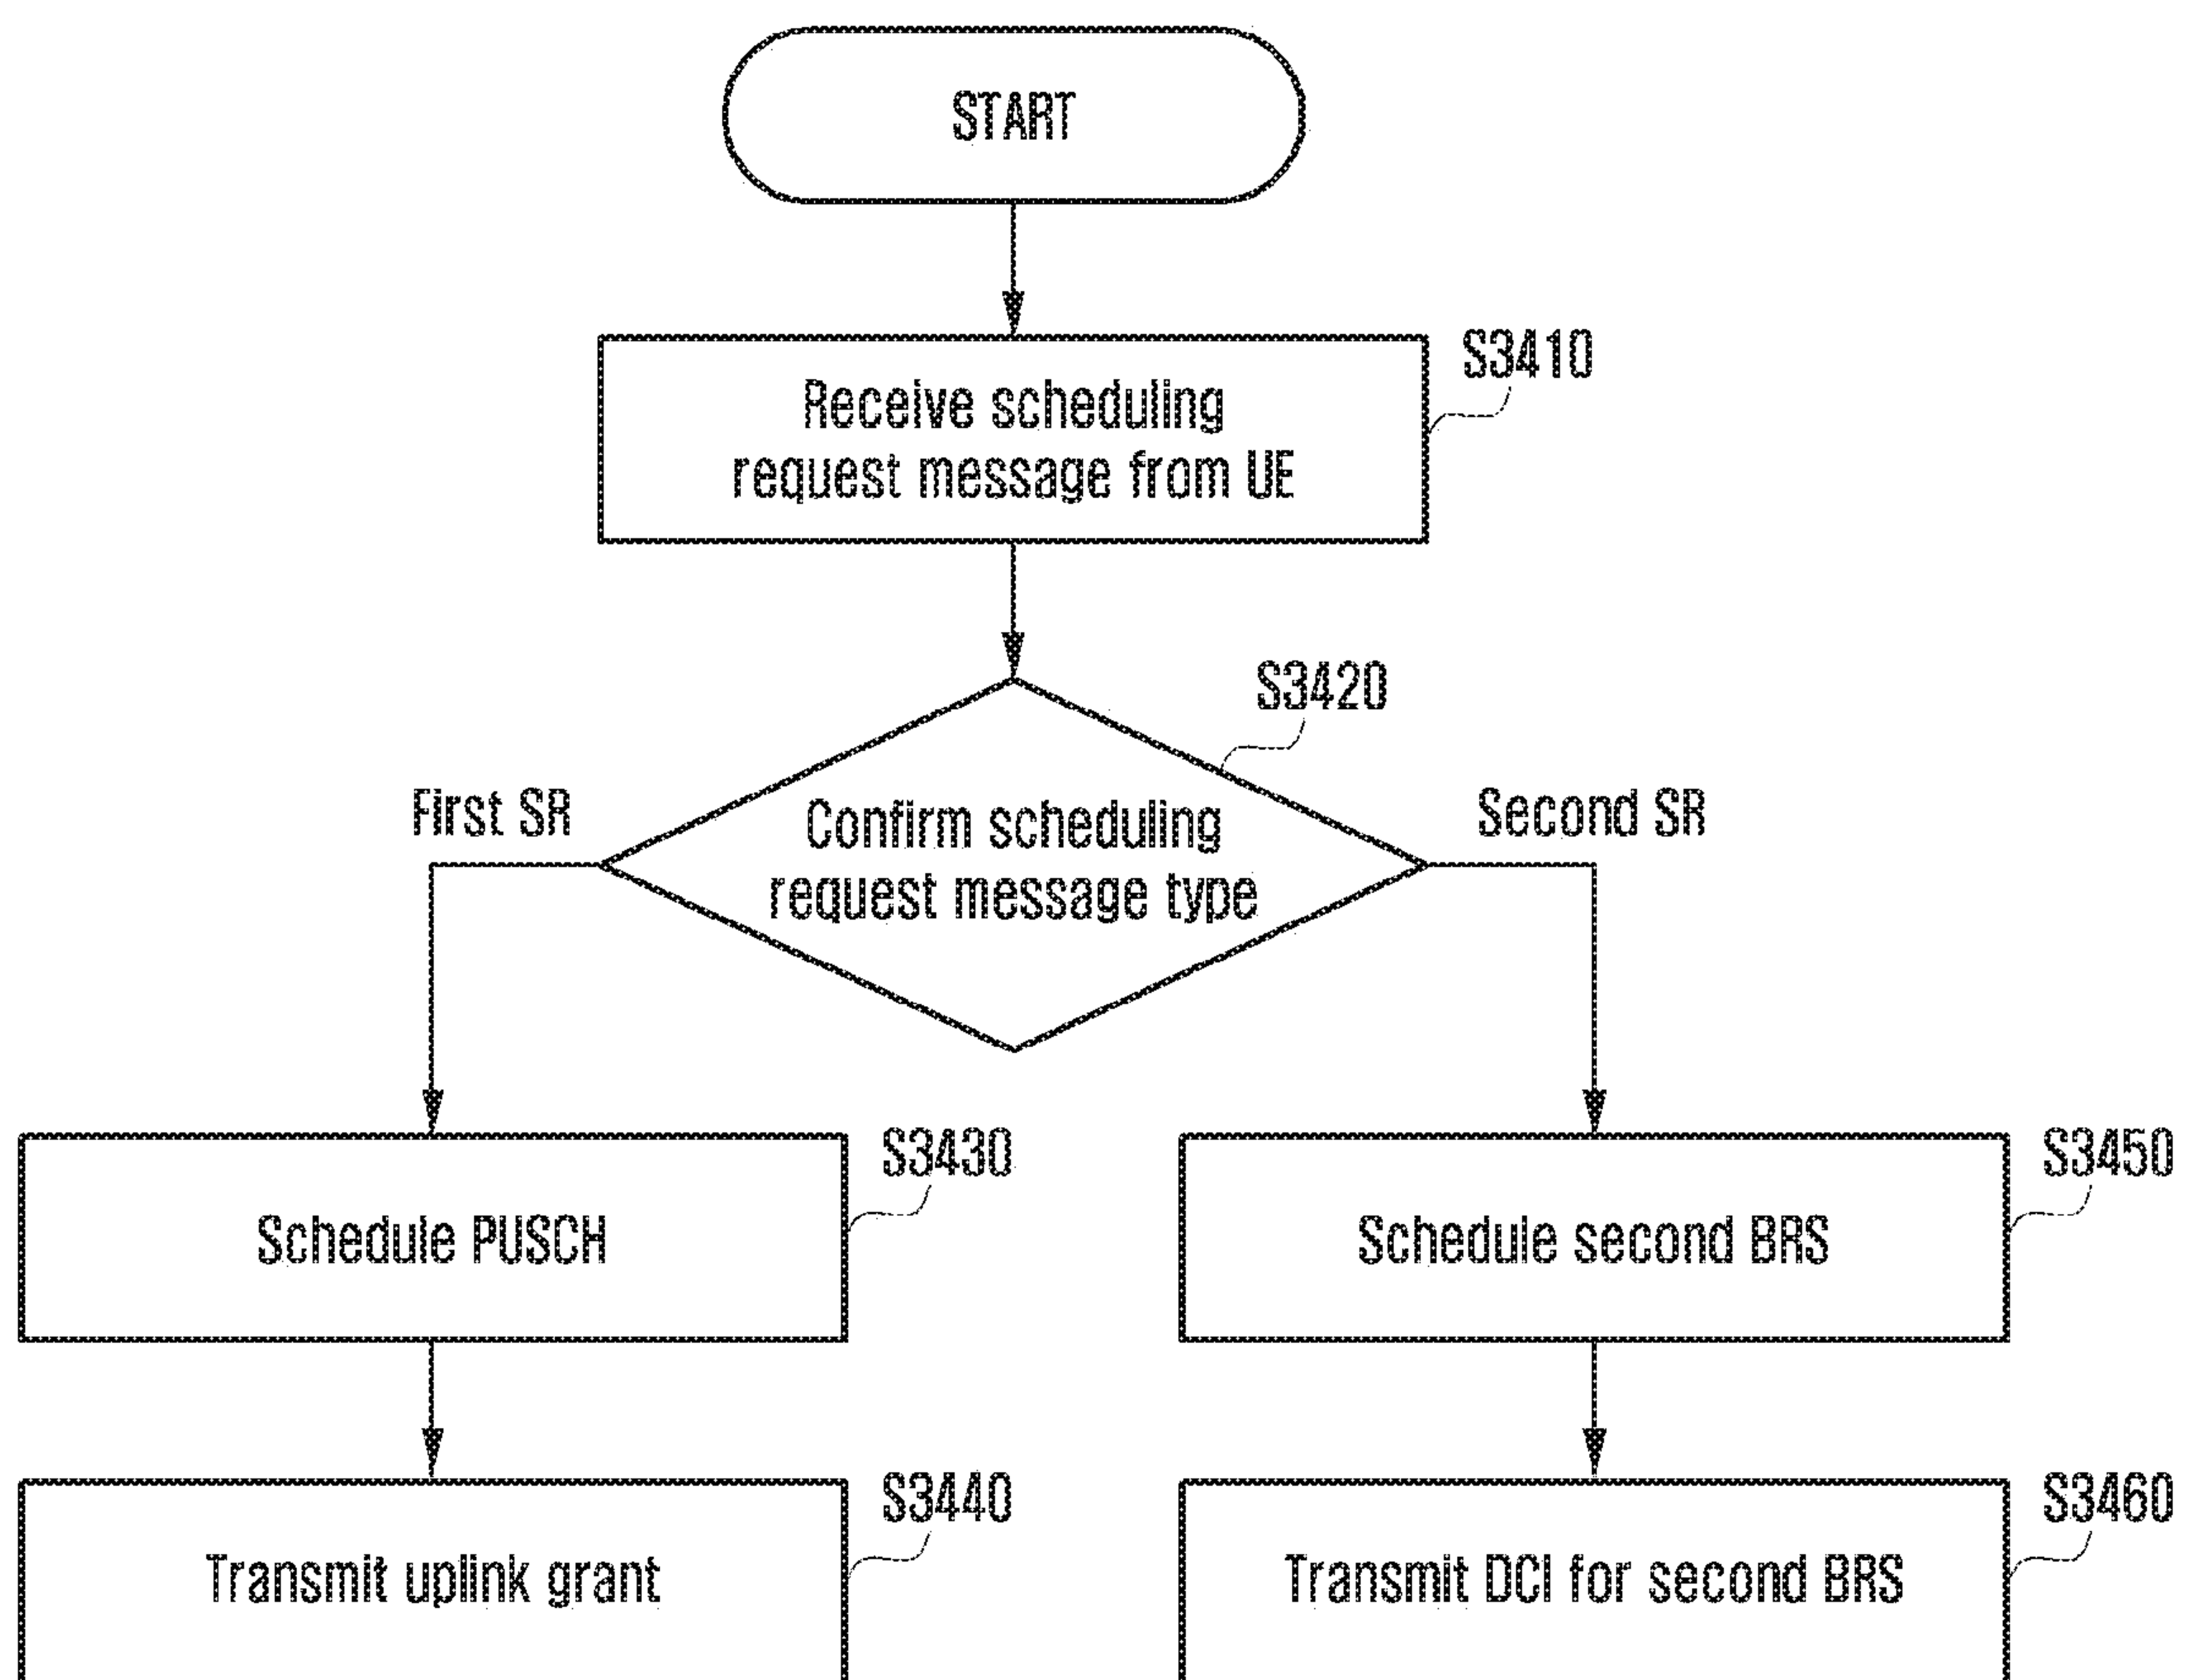 START
S3410
Receive scheduling
request message from UE
S3420
First SR
Second SR
Confirm scheduling
request message type
S3430
Schedule PUSCH
S3450
Schedule second BRS
S3440
Transmit uplink grant
S3460
Transmit DCI for second BRS